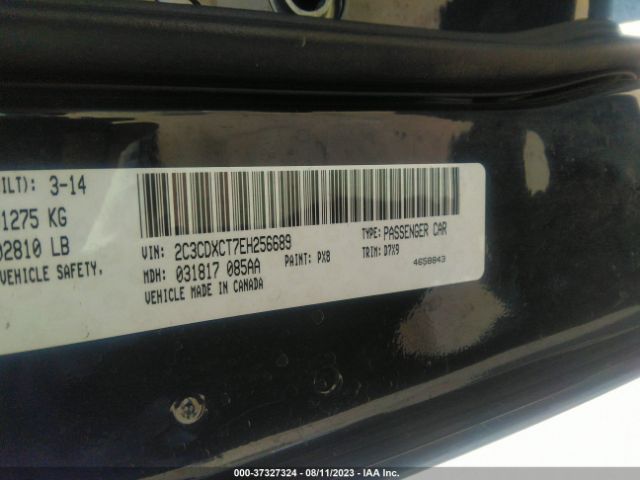 ILT): 3-14
1275 KG
02810 LB
VEHICLE SAFETY,
VIN: 2C3CDXCT7EH256689
TYPE: PASSENGER CAR
MDH: 031817 085AA
PAINT: PX8
TRIM: D7X9
VEHICLE MADE IN CANADA
4658843
000-37327324 - 08/11/2023 - IAA Inc.